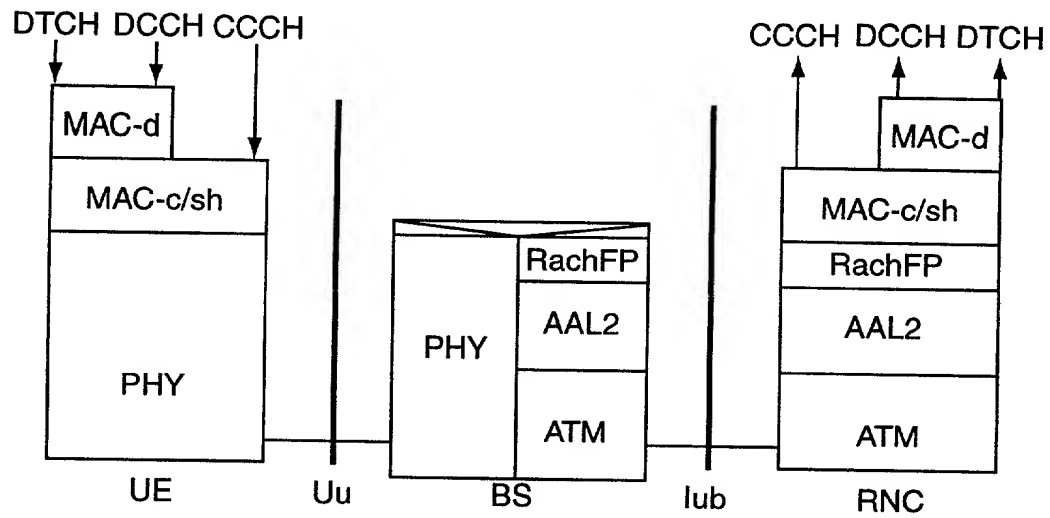 DTCH DCCH CCCH
CCCH DCCH DTCH
MAC-d
MAC-d
MAC-c/sh
MAC-c/sh
RachFP
RachFP
AAL2
AAL2
PHY
PHY
ATM
ATM
UE
Uu
BS
Iub
RNC